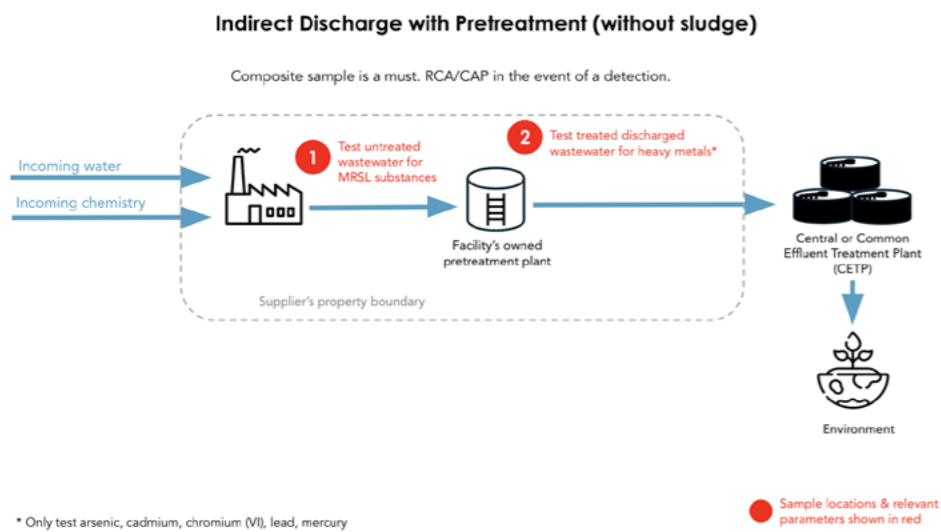 Indirect Discharge with Pretreatment (without sludge)
Composite sample is a must. RCA/CAP in the event of a detection.
Incoming water
Incoming chemistry
1
Test untreated
wastewater for
MRSL substances
2
Test treated discharged
wastewater for heavy metals*
Facility's owned
pretreatment plant
Supplier's property boundary
Central or Common
Effluent Treatment Plant
(CETP)
Environment
* Only test arsenic, cadmium, chromium (VI), lead, mercury
Sample locations & relevant
parameters shown in red